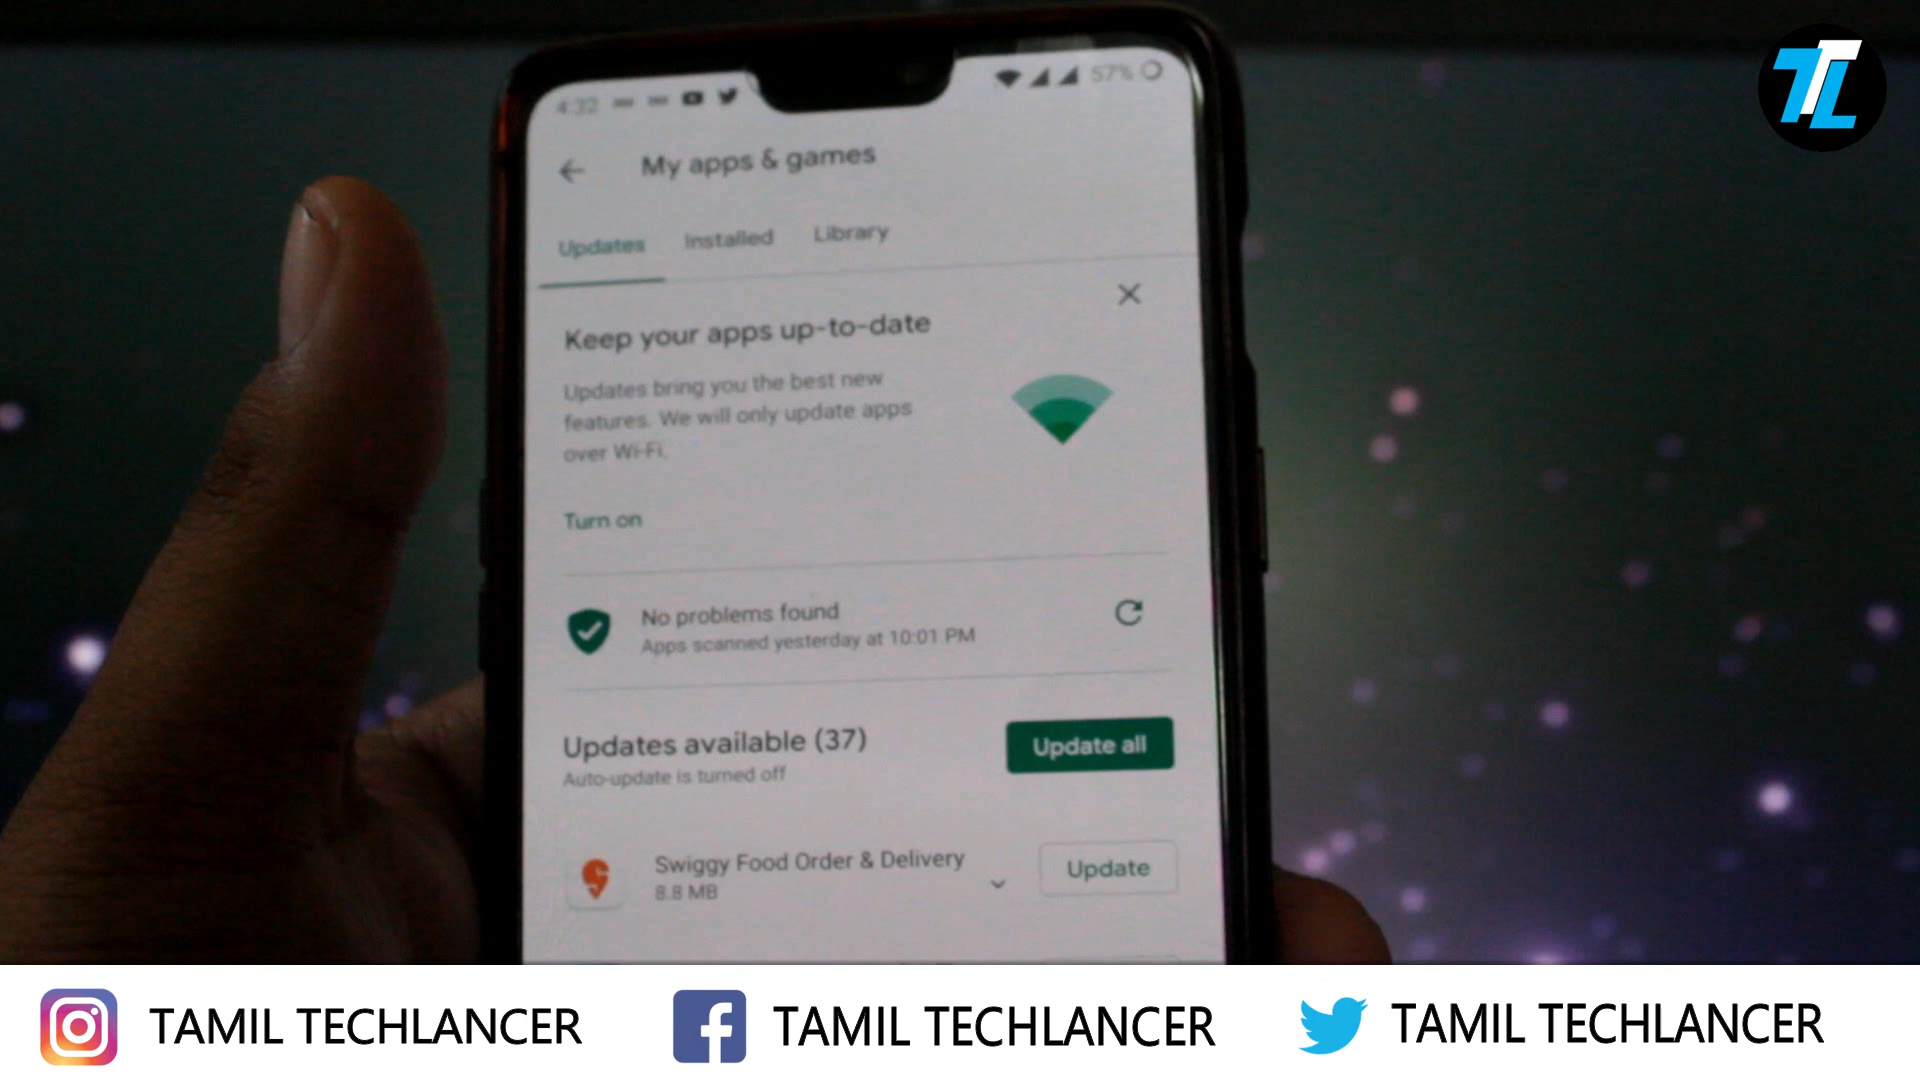 TL
4:32
57%
My apps & games
Updates Installed Library
Keep your apps up-to-date
Updates bring you the best new
features. We will only update apps
over Wi-Fi.
Turn on
No problems found
Apps scanned yesterday at 10:01 PM
Updates available (37)
Update all
Auto-update is turned off
Swiggy Food Order & Delivery
8.8 MB
Update
TAMIL TECHLANCER
TAMIL TECHLANCER
TAMIL TECHLANCER